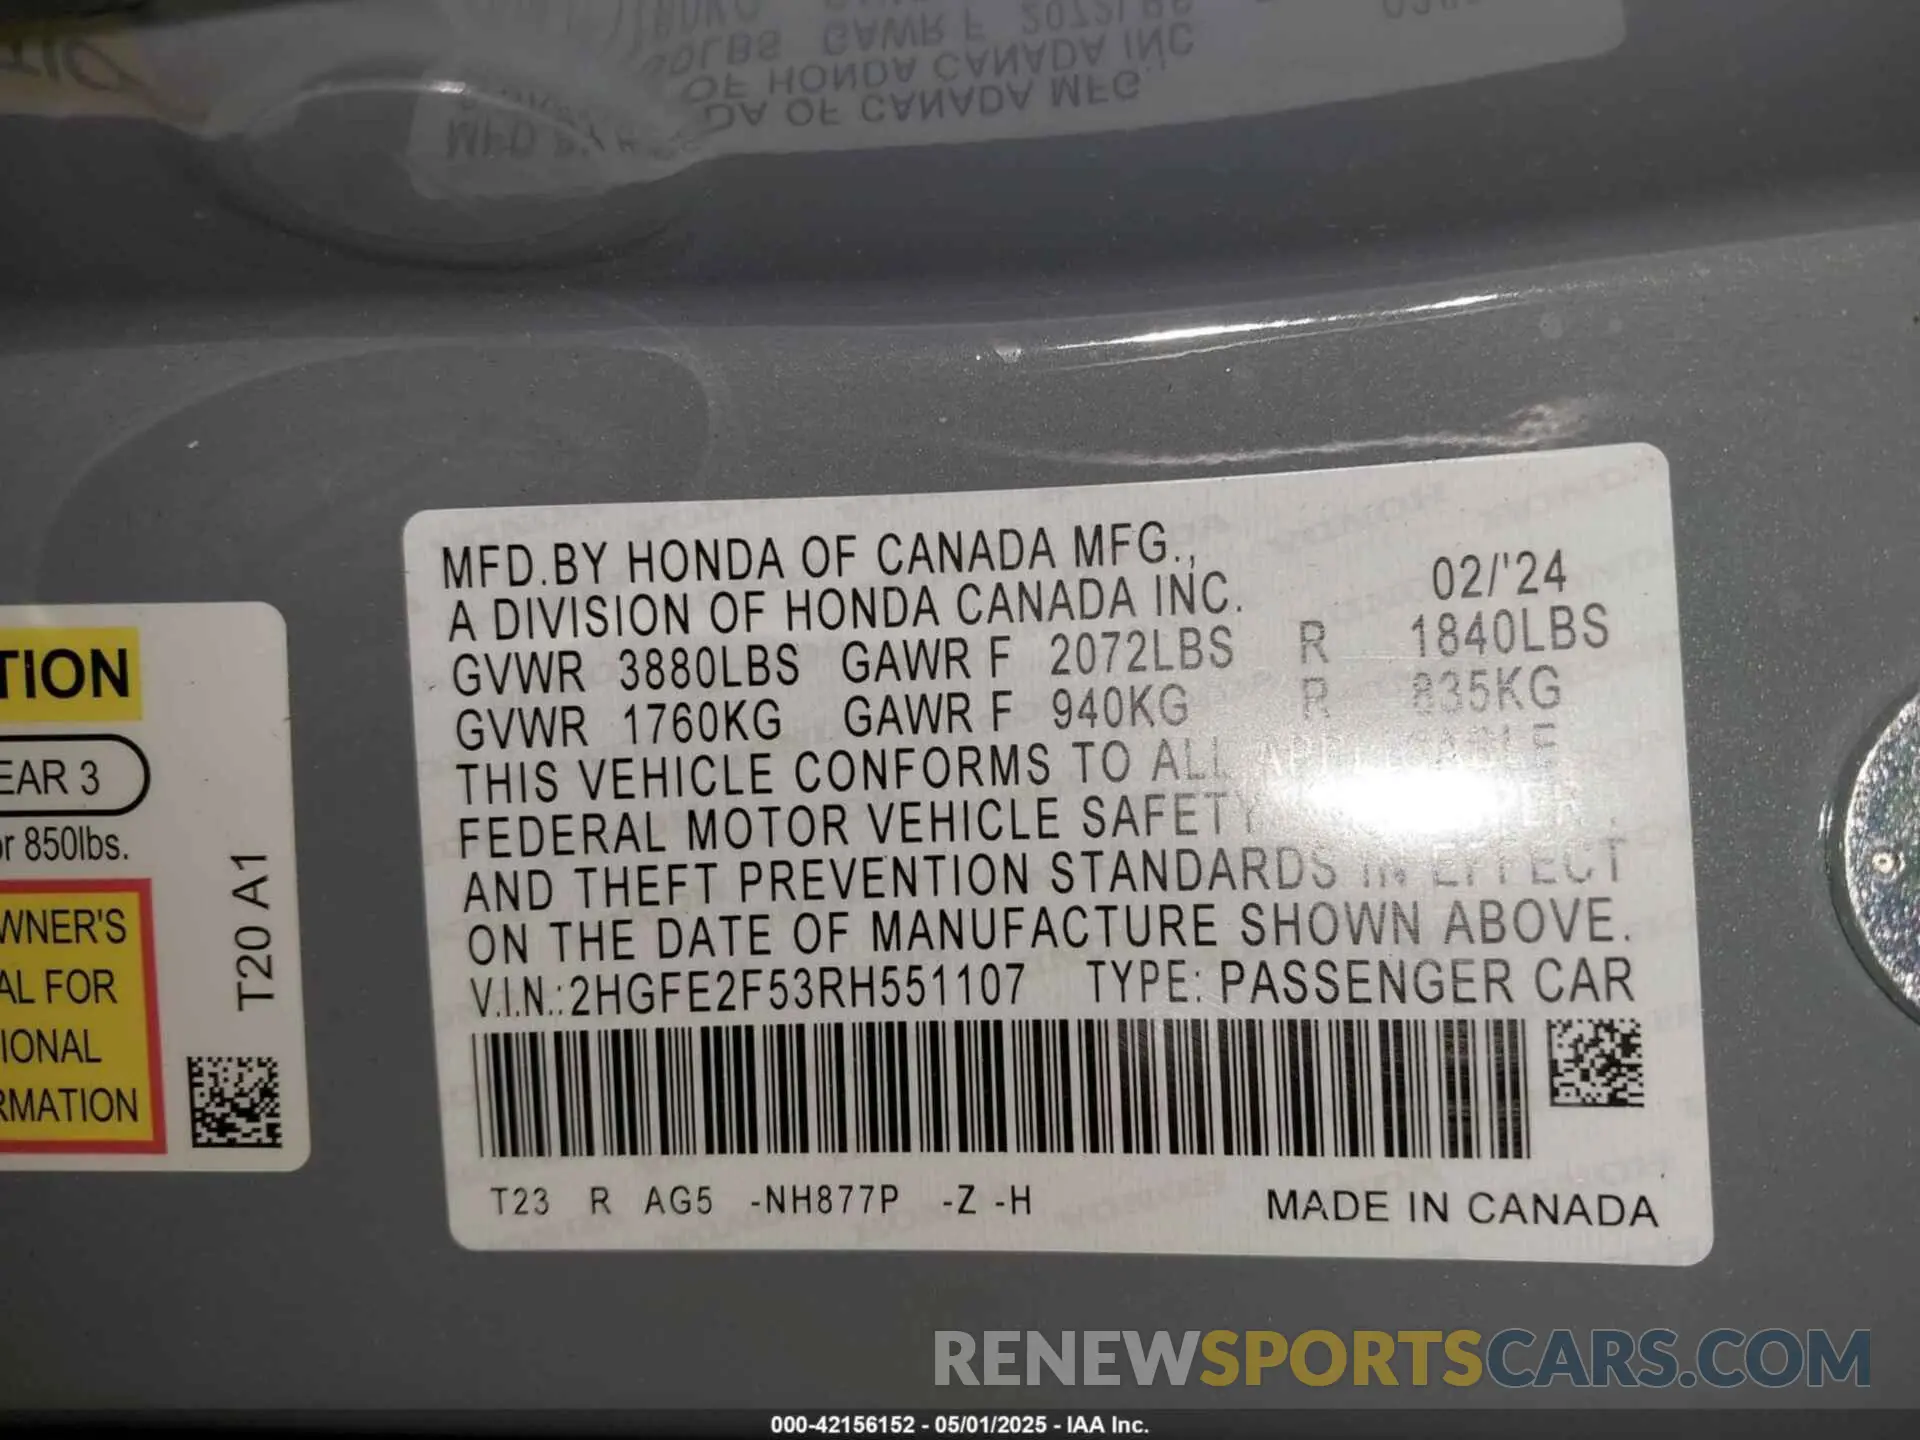 MFD.BY HONDA OF CANADA MFG.,
A DIVISION OF HONDA CANADA INC. 02/'24
GVWR 3880LBS GAWR F 2072LBS R 1840LBS
GVWR 1760KG GAWR F 940KG R 835KG
THIS VEHICLE CONFORMS TO ALL APPLICABLE
FEDERAL MOTOR VEHICLE SAFETY
AND THEFT PREVENTION STANDARDS IN EFFECT
ON THE DATE OF MANUFACTURE SHOWN ABOVE.
V.I.N.:2HGFE2F53RH551107 TYPE: PASSENGER CAR
T23 R AG5 -NH877P -Z -H MADE IN CANADA
TION
EAR 3
or 850lbs.
WNER'S
AL FOR
IONAL
RMATION
T20 A1
RENEWSPORTSCARS.COM
000-42156152 - 05/01/2025 - IAA Inc.